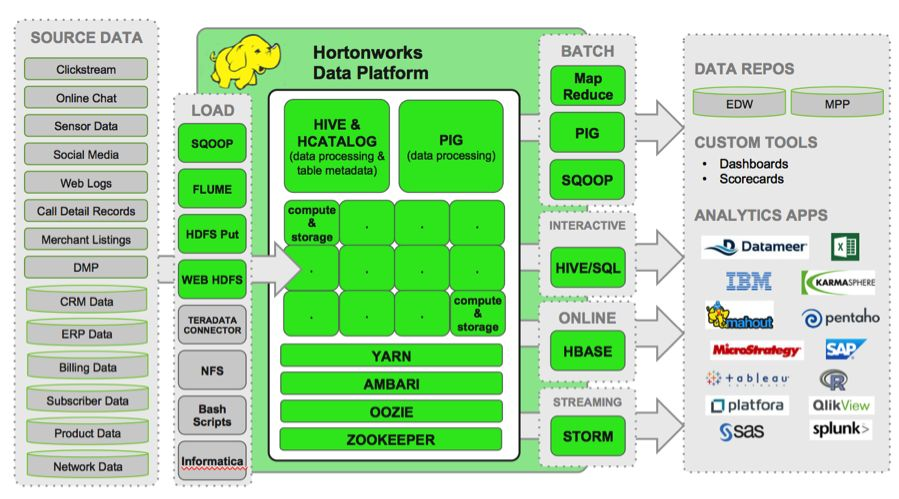 SOURCE DATA
Clickstream
Online Chat
Sensor Data
Social Media
Web Logs
Call Detail Records
Merchant Listings
DMP
CRM Data
ERP Data
Billing Data
Subscriber Data
Product Data
Network Data
LOAD
SQOOP
FLUME
HDFS Put
WEB HDFS
TERADATA
CONNECTOR
NFS
Bash
Scripts
Informatica
Hortonworks
Data Platform
HIVE &
HCATALOG
(data processing &
table metadata)
PIG
(data processing)
compute
&
storage
.
.
.
.
.
.
.
.
.
.
compute
&
storage
YARN
AMBARI
OOZIE
ZOOKEEPER
BATCH
Map
Reduce
PIG
SQOOP
INTERACTIVE
HIVE/SQL
ONLINE
HBASE
STREAMING
STORM
DATA REPOS
EDW
MPP
CUSTOM TOOLS
• Dashboards
• Scorecards
ANALYTICS APPS
Datameer
X
IBM
KARMASPHERE
mahout
pentaho
MicroStrategy
SAP
tableau
R
platfora
QlikView
sas
splunk>